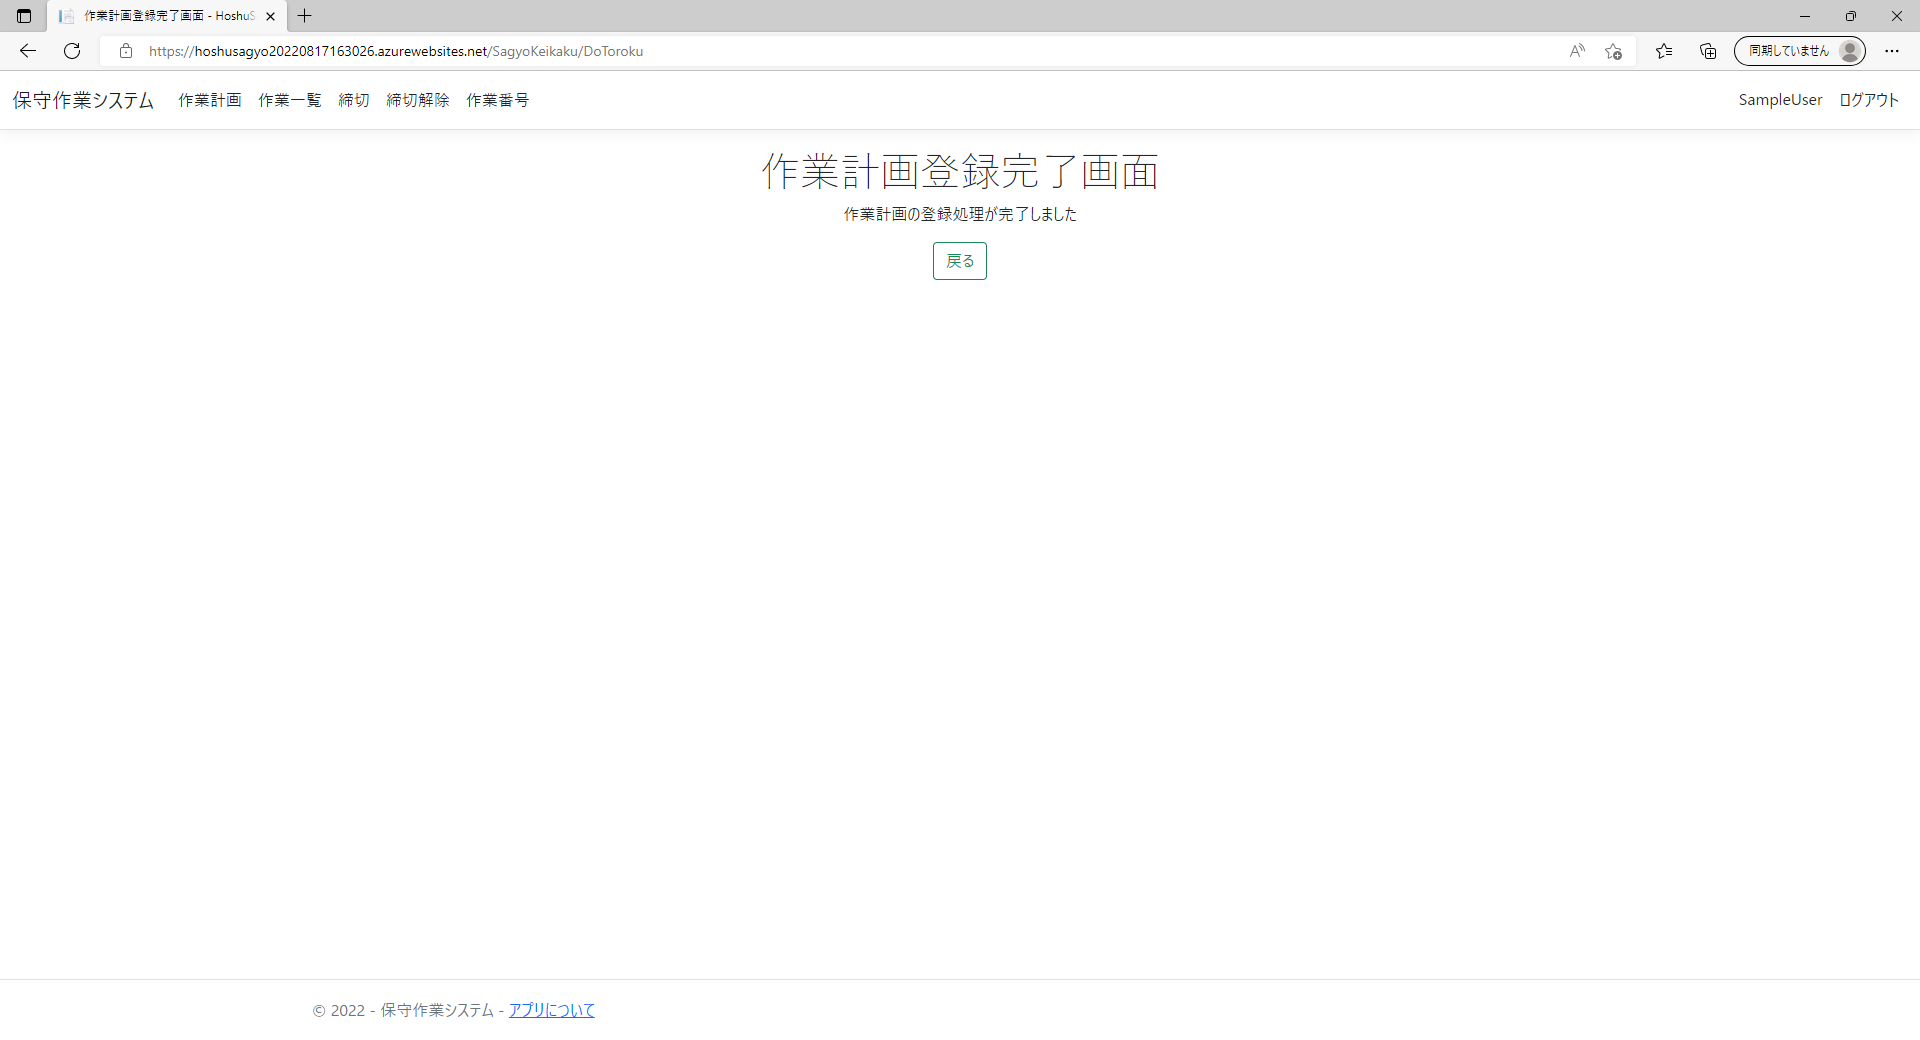 作業計画登録完了画面 - Hoshu
https://hoshusagyo20220817163026.azurewebsites.net/SagyoKeikaku/DoToroku
同期していません
保守作業システム 作業計画 作業一覧 締切 締切解除 作業番号 SampleUser ログアウト
作業計画登録完了画面
作業計画の登録処理が完了しました
戻る
© 2022 - 保守作業システム - アプリについて